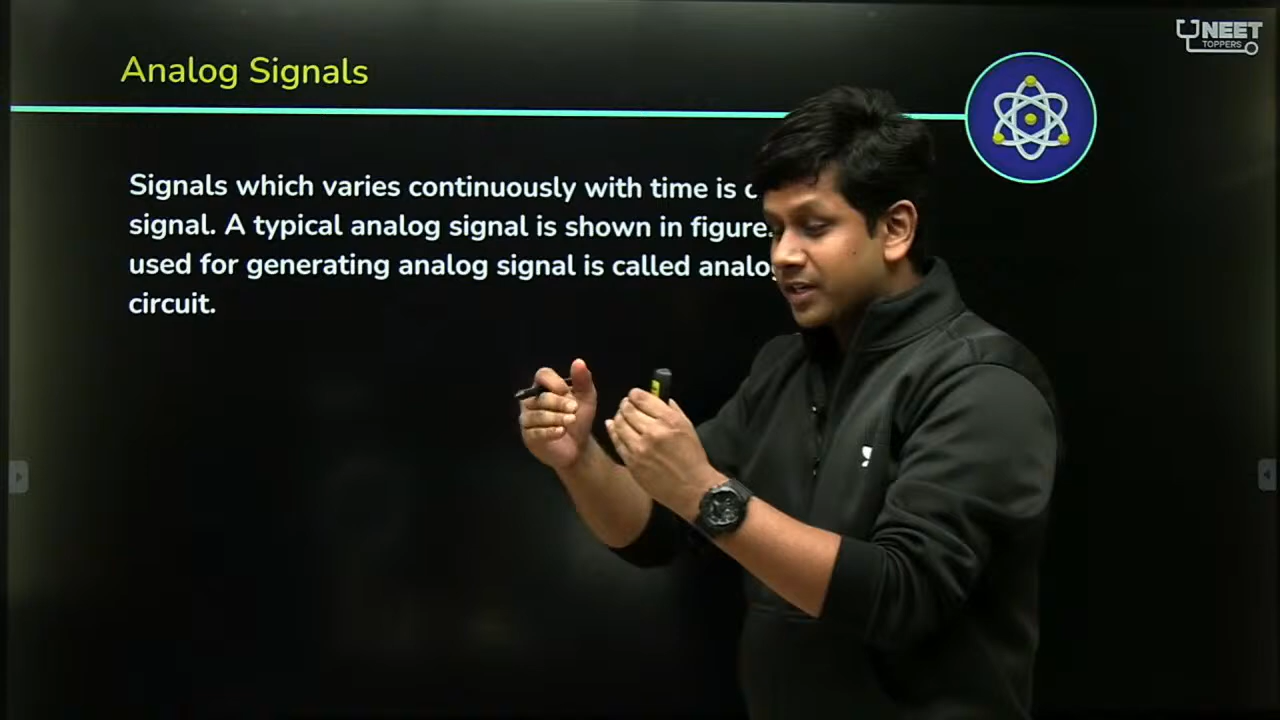 NEET
TOPPERS
Analog Signals
Signals which varies continuously with time is
signal. A typical analog signal is shown in figure.
used for generating analog signal is called
circuit.